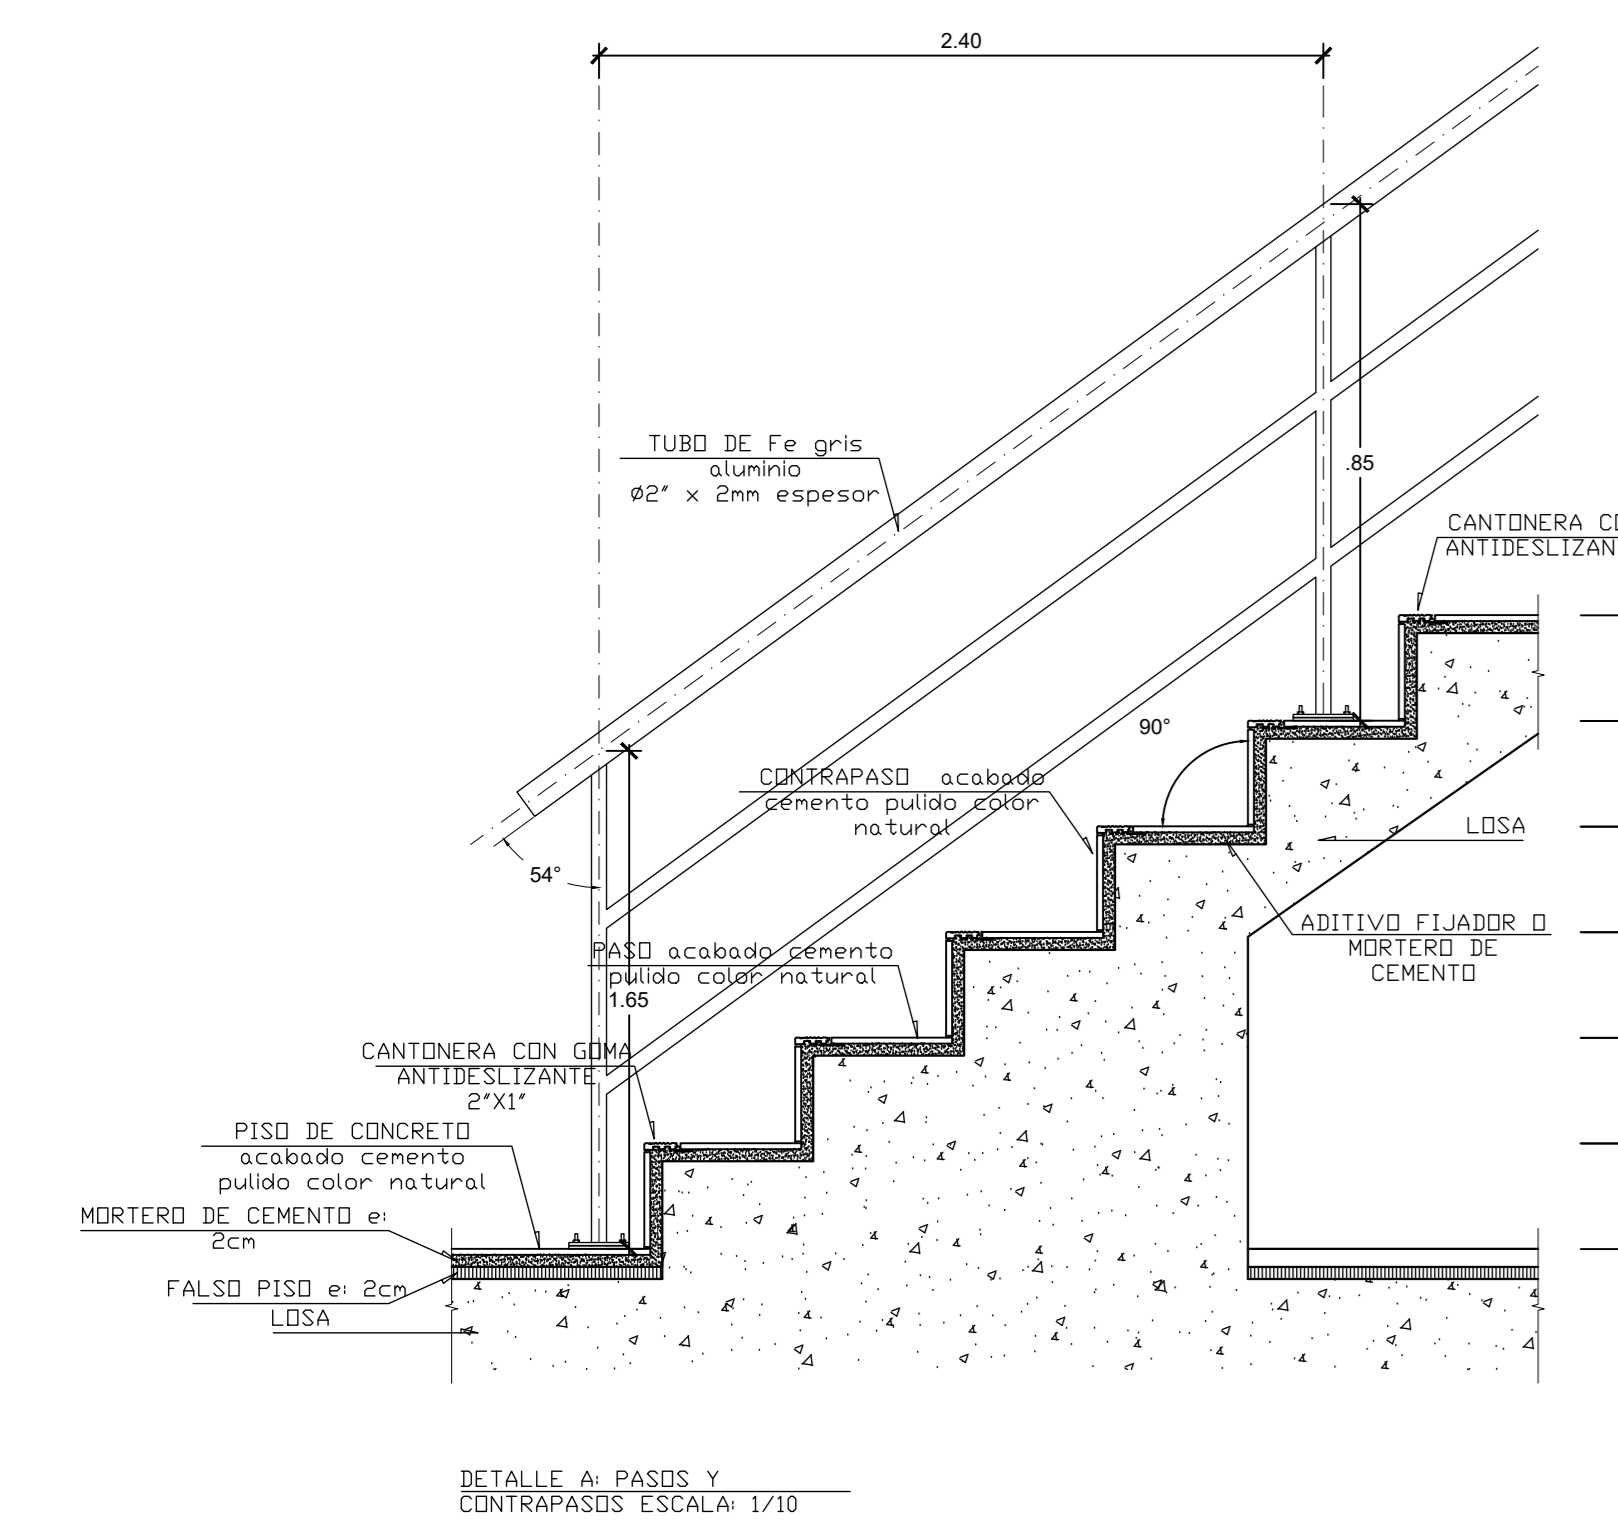 2.40
TUBO DE Fe gris
aluminio
Ø2" x 2mm espesor
.85
CANTONERA CO
ANTIDESLIZAN
90°
CONTRAPASO acabado
cemento pulido color
natural
LOSA
54°
ADITIVO FIJADOR O
MORTERO DE
CEMENTO
PASO acabado cemento
pulido color natural
1.65
CANTONERA CON GOMA
ANTIDESLIZANTE
2"X1"
PISO DE CONCRETO
acabado cemento
pulido color natural
MORTERO DE CEMENTO e:
2cm
FALSO PISO e: 2cm
LOSA
DETALLE A: PASOS Y
CONTRAPASOS ESCALA: 1/10